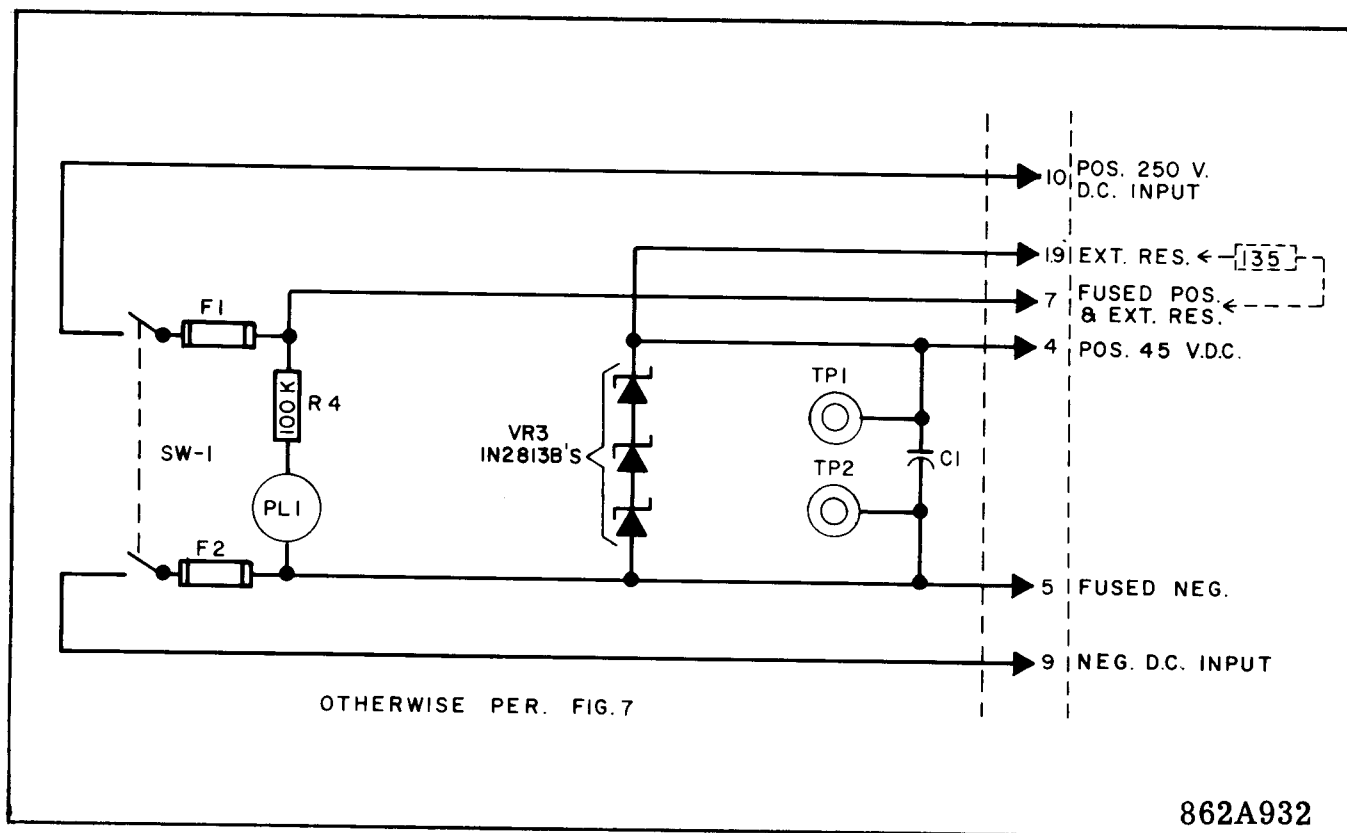 10 POS. 250 V.
D.C. INPUT
19 EXT. RES. 135
7 FUSED POS.
& EXT. RES.
4 POS. 45 V.D.C.
F1
100 K
R4
SW-1
PL1
F2
VR3
1N2813B'S
TP1
TP2
C1
5 FUSED NEG.
9 NEG. D.C. INPUT
OTHERWISE PER. FIG. 7
862A932